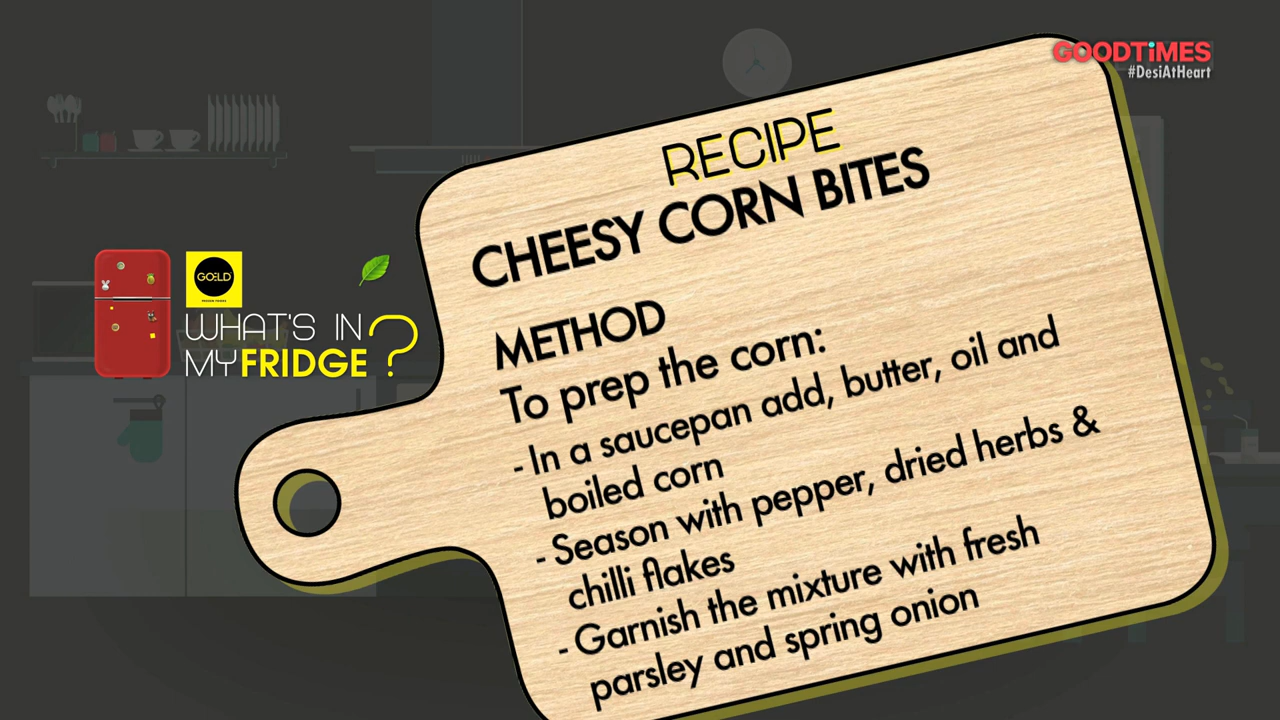 GOODTiMES
#DesiAtHeart
RECIPE
CHEESY CORN BITES
GOELD
WHAT'S IN
MY FRIDGE?
METHOD
To prep the corn:
- In a saucepan add, butter, oil and
boiled corn
- Season with pepper, dried herbs &
chilli flakes
- Garnish the mixture with fresh
parsley and spring onion